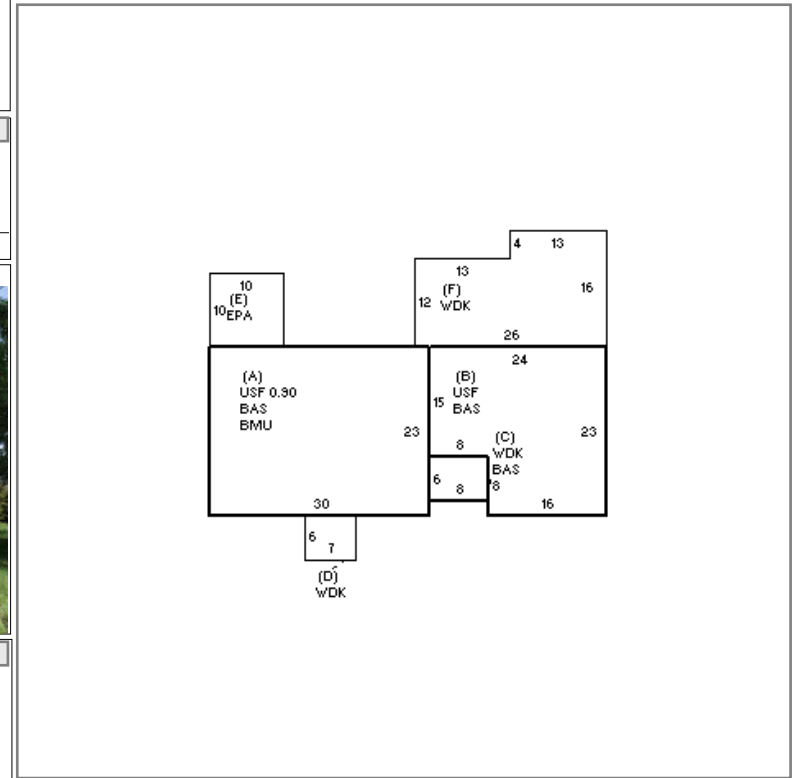 4 13
13
(F)
WDK
12
16
26
10
(E)
10
EPA
(A)
USF 0.90
BAS
BMU
23
30
24
(B)
USF
BAS
15
8
23
(C)
WDK
BAS
8
6
8
16
6
7
(D)
WDK